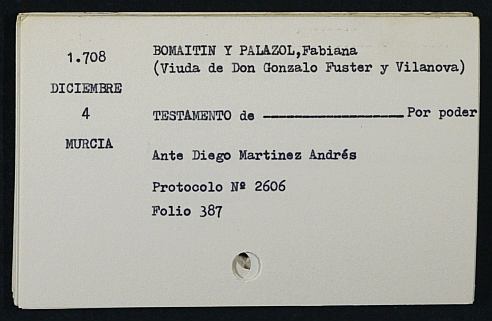 1.708
DICIEMBRE
4
MURCIA
BOMAITIN Y PALAZOL,Fabiana
(Viuda de Don Gonzalo Fuster y Vilanova)
TESTAMENTO de ---------------------Por poder
Ante Diego Martinez Andrés
Protocolo Nº 2606
Folio 387